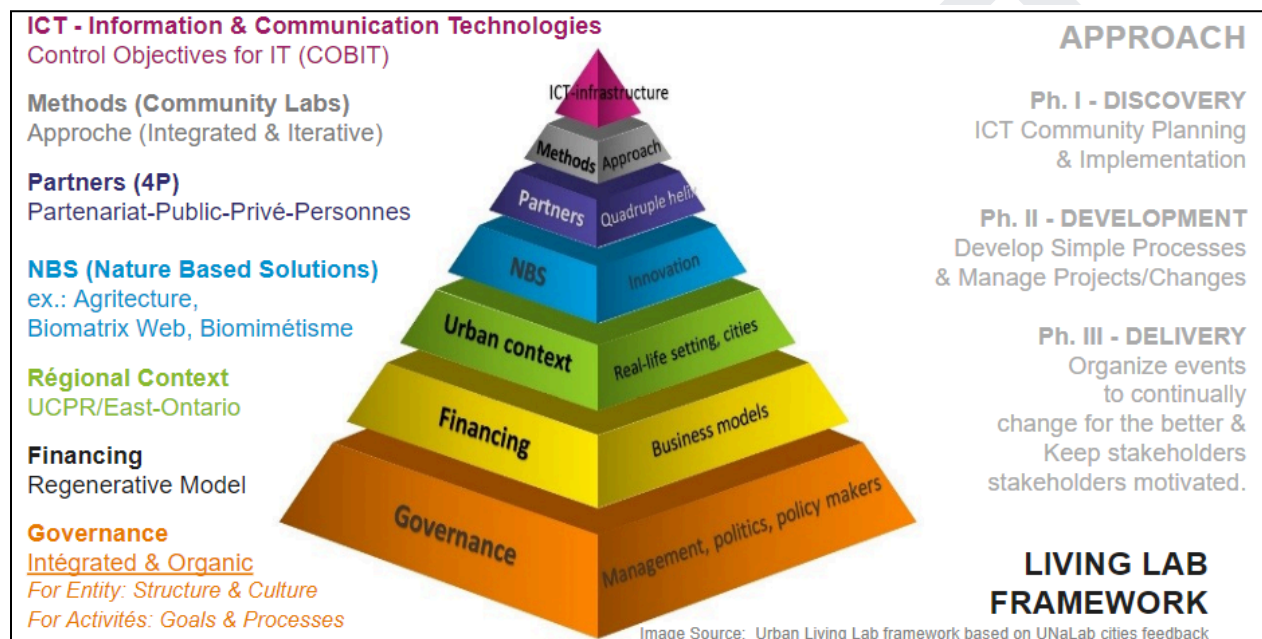 ICT - Information & Communication Technologies
Control Objectives for IT (COBIT)
Methods (Community Labs)
Approche (Integrated & Iterative)
Partners (4P)
Partenariat-Public-Privé-Personnes
NBS (Nature Based Solutions)
ex.: Agritecture,
Biomatrix Web, Biomimétisme
Régional Context
UCPR/East-Ontario
Financing
Regenerative Model
Governance
Intégrated & Organic
For Entity: Structure & Culture
For Activités: Goals & Processes
ICT-infrastructure
Methods Approach
Partners Quadruple helix
NBS Innovation
Urban context Real-life setting, cities
Financing Business models
Governance Management, politics, policy makers
APPROACH
Ph. I - DISCOVERY
ICT Community Planning
& Implementation
Ph. II - DEVELOPMENT
Develop Simple Processes
& Manage Projects/Changes
Ph. III - DELIVERY
Organize events
to continually
change for the better &
Keep stakeholders
stakeholders motivated.
LIVING LAB
FRAMEWORK
Image Source: Urban Living Lab framework based on UNaLab cities feedback